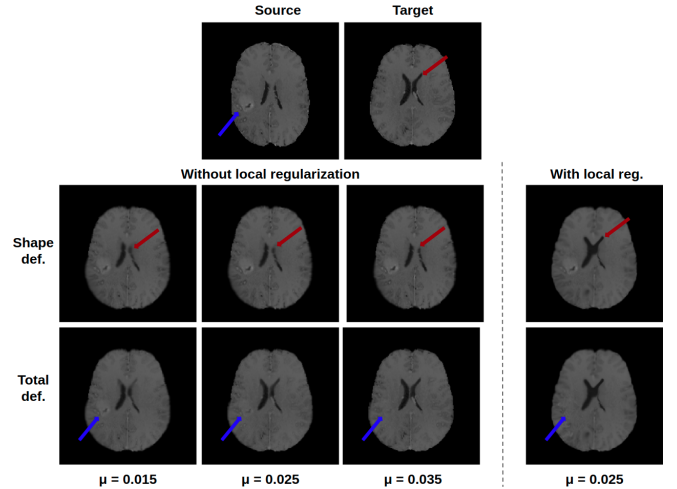 Source
Target
Without local regularization
With local reg.
Shape
def.
Total
def.
μ = 0.015
μ = 0.025
μ = 0.035
μ = 0.025